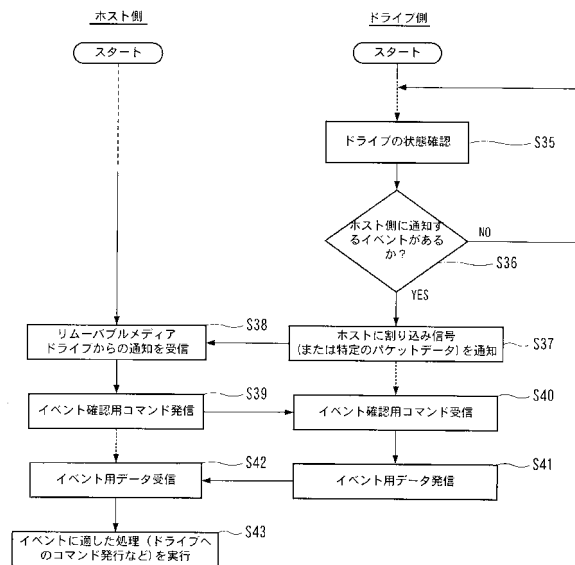 ホスト側
ドライブ側
スタート
スタート
ドライブの状態確認
S35
ホスト側に通知す
るイベントがある
か?
NO
S36
YES
S38
リムーバブルメディア
ドライブからの通知を受信
ホストに割り込み信号
(または特定のパケットデータ)を通知
S37
S39
イベント確認用コマンド発信
S40
イベント確認用コマンド受信
S42
イベント用データ受信
S41
イベント用データ発信
S43
イベントに適した処理(ドライブへ
のコマンド発行など)を実行